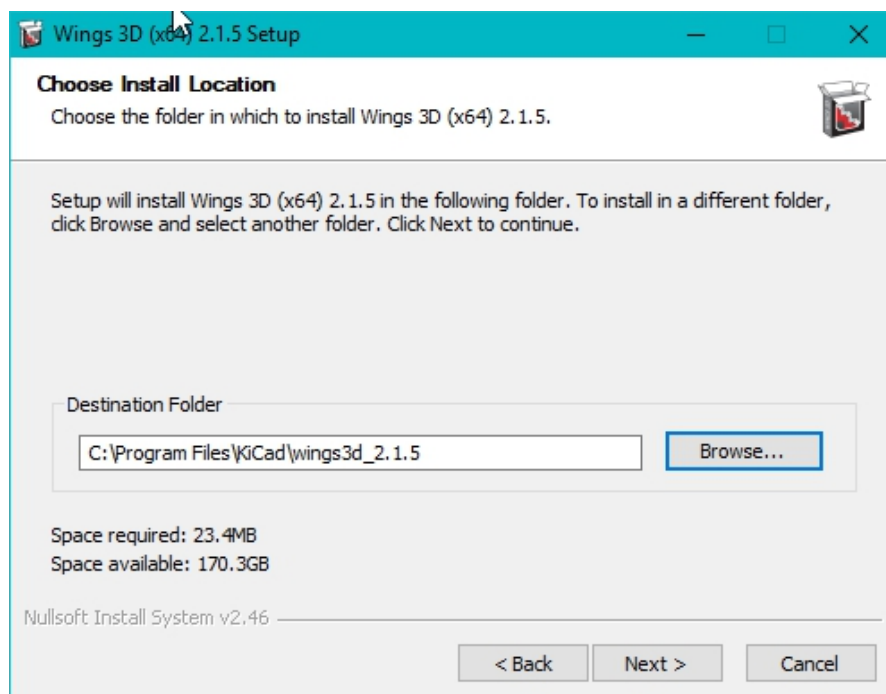 Wings 3D (x64) 2.1.5 Setup
Choose Install Location
Choose the folder in which to install Wings 3D (x64) 2.1.5.
Setup will install Wings 3D (x64) 2.1.5 in the following folder. To install in a different folder,
click Browse and select another folder. Click Next to continue.
Destination Folder
C:\Program Files\KiCad\wings3d_2.1.5
Browse...
Space required: 23.4MB
Space available: 170.3GB
Nullsoft Install System v2.46
< Back
Next >
Cancel